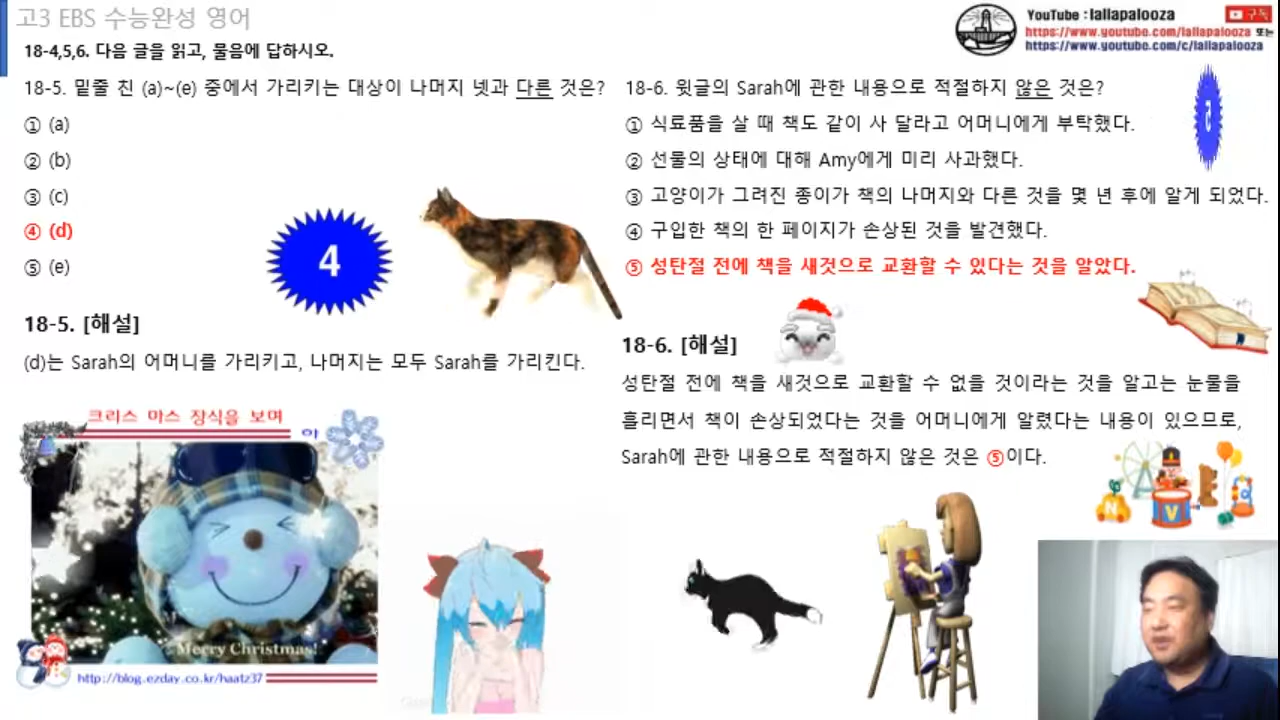 고3 EBS 수능완성 영어
YouTube : lallapalooza
구독
https://www.youtube.com/lallapalooza 또는
https://www.youtube.com/c/lallapalooza
18-4,5,6. 다음 글을 읽고, 물음에 답하시오.
18-5. 밑줄 친 (a)~(e) 중에서 가리키는 대상이 나머지 넷과 다른 것은?
① (a)
② (b)
③ (c)
④ (d)
⑤ (e)
4
18-5. [해설]
(d)는 Sarah의 어머니를 가리키고, 나머지는 모두 Sarah를 가리킨다.
크리스 마스 장식을 보며
아
Merry Christmas!
http://blog.ezday.co.kr/haatz37
18-6. 윗글의 Sarah에 관한 내용으로 적절하지 않은 것은?
① 식료품을 살 때 책도 같이 사 달라고 어머니에게 부탁했다.
② 선물의 상태에 대해 Amy에게 미리 사과했다.
③ 고양이가 그려진 종이가 책의 나머지와 다른 것을 몇 년 후에 알게 되었다.
④ 구입한 책의 한 페이지가 손상된 것을 발견했다.
⑤ 성탄절 전에 책을 새것으로 교환할 수 있다는 것을 알았다.
5
18-6. [해설]
성탄절 전에 책을 새것으로 교환할 수 없을 것이라는 것을 알고는 눈물을
흘리면서 책이 손상되었다는 것을 어머니에게 알렸다는 내용이 있으므로,
Sarah에 관한 내용으로 적절하지 않은 것은 ⑤이다.
N
V